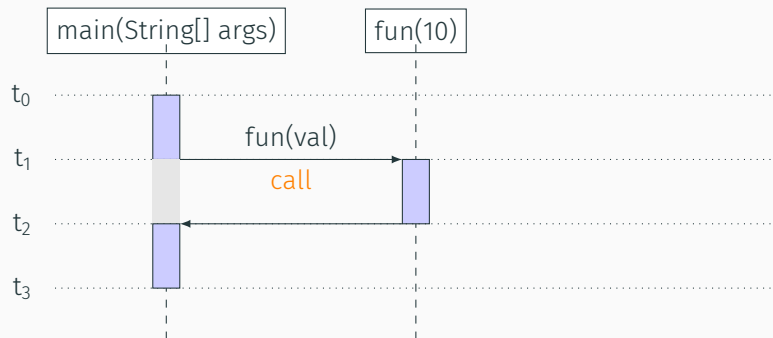 main(String[] args)
fun(10)
t0
fun(val)
t1
call
t2
t3